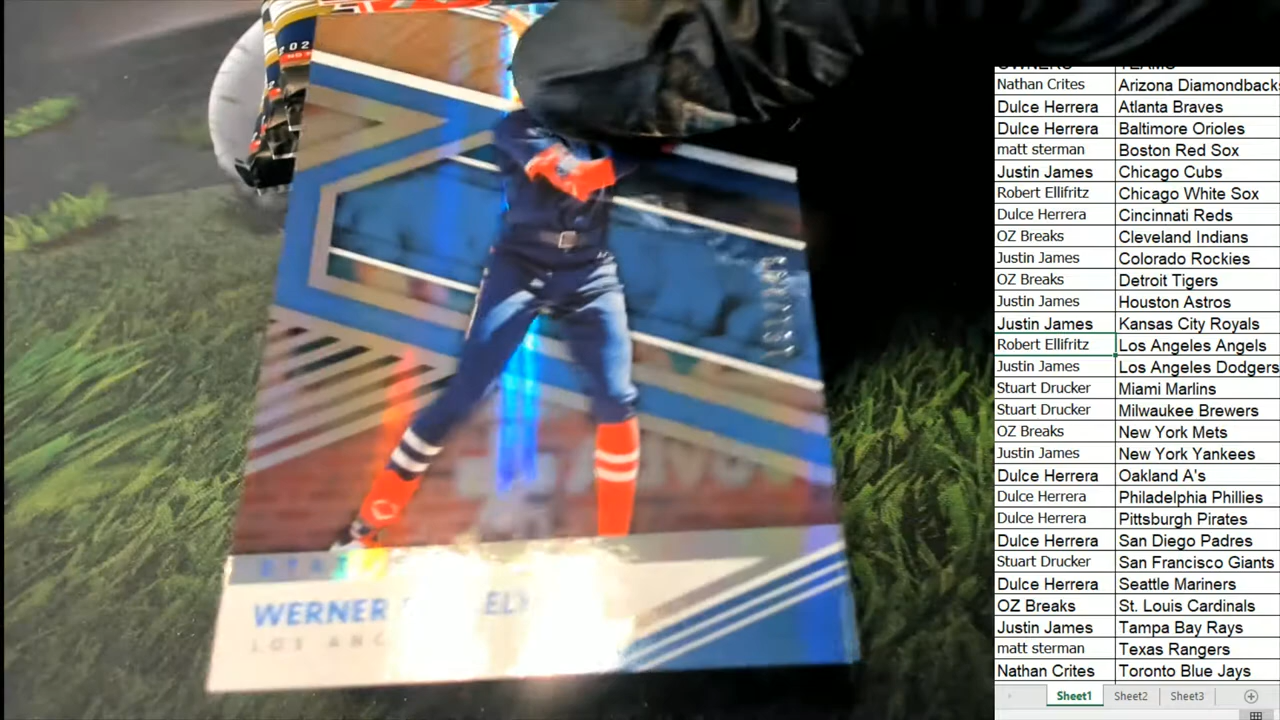 202
WERNER
LOS ANG
Nathan Crites Arizona Diamondbacks
Dulce Herrera Atlanta Braves
Dulce Herrera Baltimore Orioles
matt sterman Boston Red Sox
Justin James Chicago Cubs
Robert Ellifritz Chicago White Sox
Dulce Herrera Cincinnati Reds
OZ Breaks Cleveland Indians
Justin James Colorado Rockies
OZ Breaks Detroit Tigers
Justin James Houston Astros
Justin James Kansas City Royals
Robert Ellifritz Los Angeles Angels
Justin James Los Angeles Dodgers
Stuart Drucker Miami Marlins
Stuart Drucker Milwaukee Brewers
OZ Breaks New York Mets
Justin James New York Yankees
Dulce Herrera Oakland A's
Dulce Herrera Philadelphia Phillies
Dulce Herrera Pittsburgh Pirates
Dulce Herrera San Diego Padres
Stuart Drucker San Francisco Giants
Dulce Herrera Seattle Mariners
OZ Breaks St. Louis Cardinals
Justin James Tampa Bay Rays
matt sterman Texas Rangers
Nathan Crites Toronto Blue Jays
Sheet1 Sheet2 Sheet3